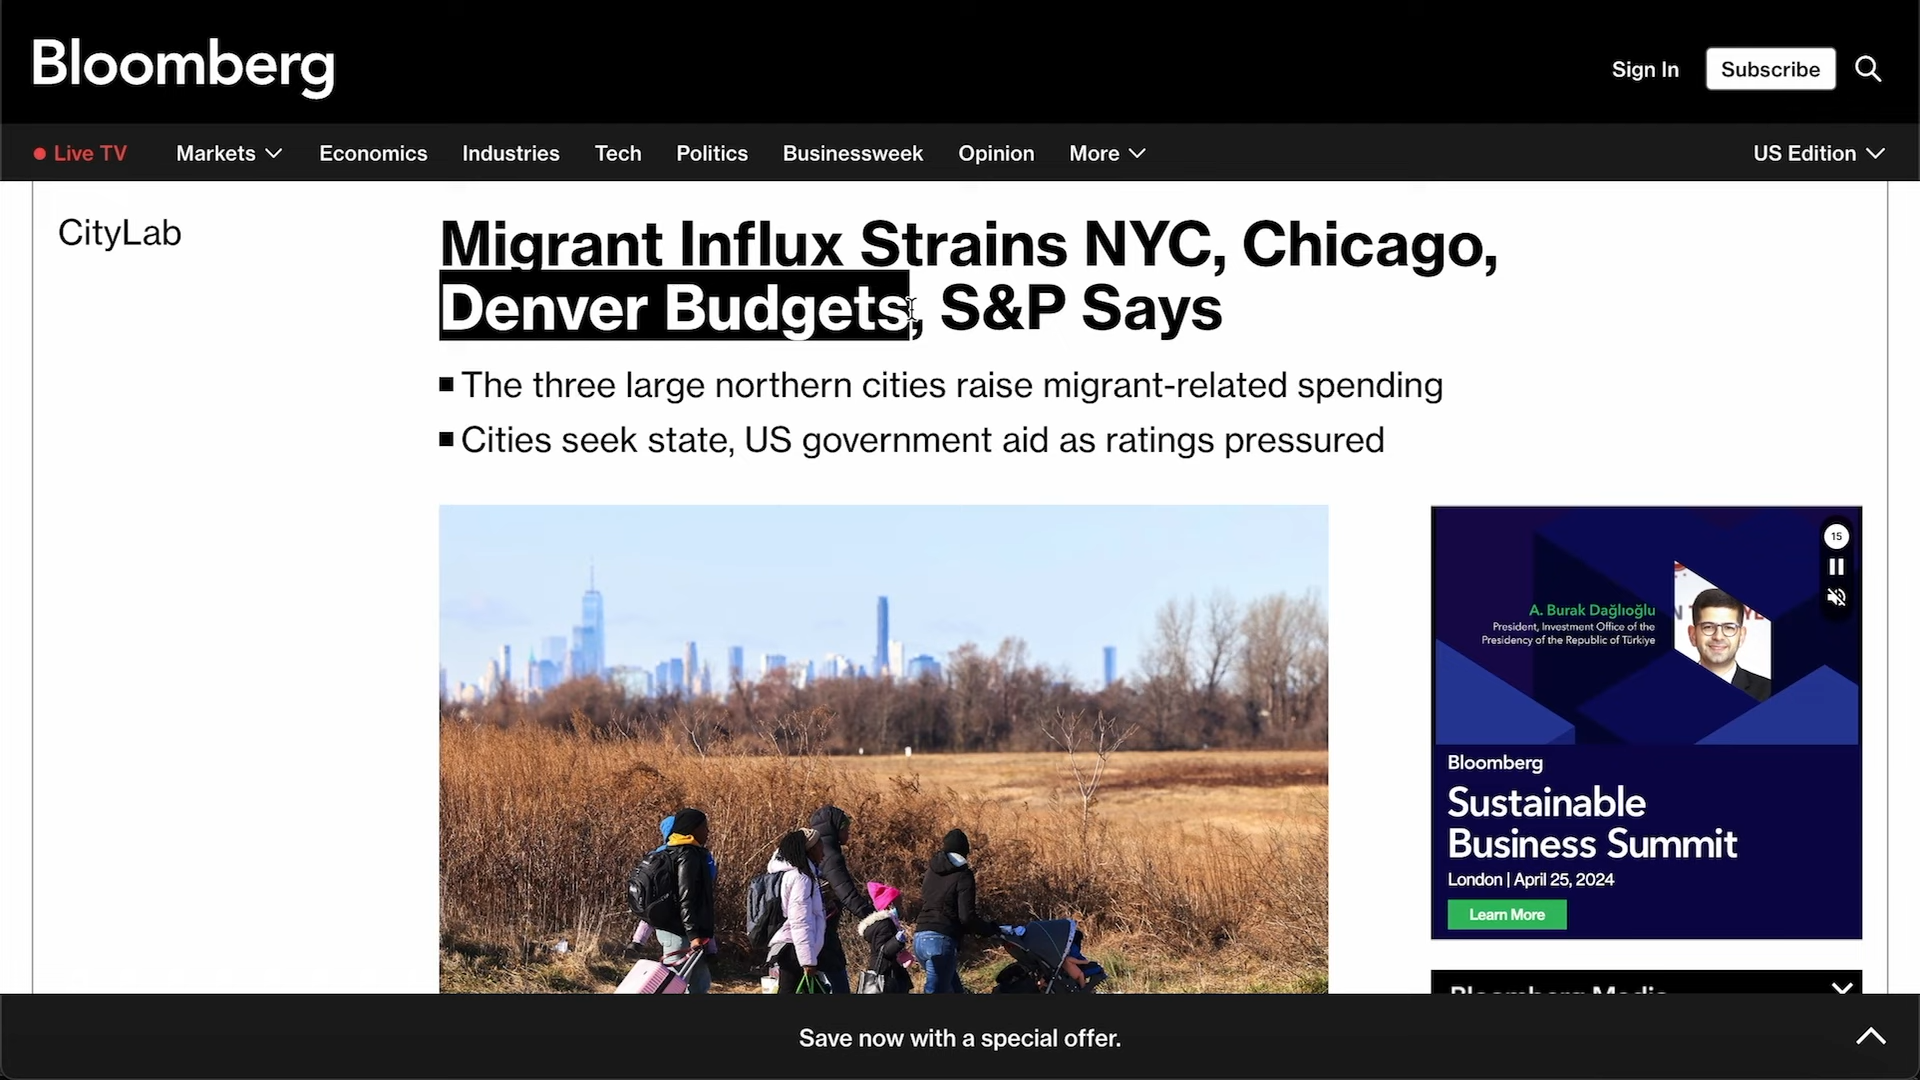 Bloomberg
Sign In
Subscribe
Live TV
Markets
Economics
Industries
Tech
Politics
Businessweek
Opinion
More
US Edition
CityLab
Migrant Influx Strains NYC, Chicago,
Denver Budgets, S&P Says
The three large northern cities raise migrant-related spending
Cities seek state, US government aid as ratings pressured
15
A. Burak Dağlıoğlu
President, Investment Office of the
Presidency of the Republic of Türkiye
Bloomberg
Sustainable
Business Summit
London | April 25, 2024
Learn More
Bloomberg Media
Save now with a special offer.